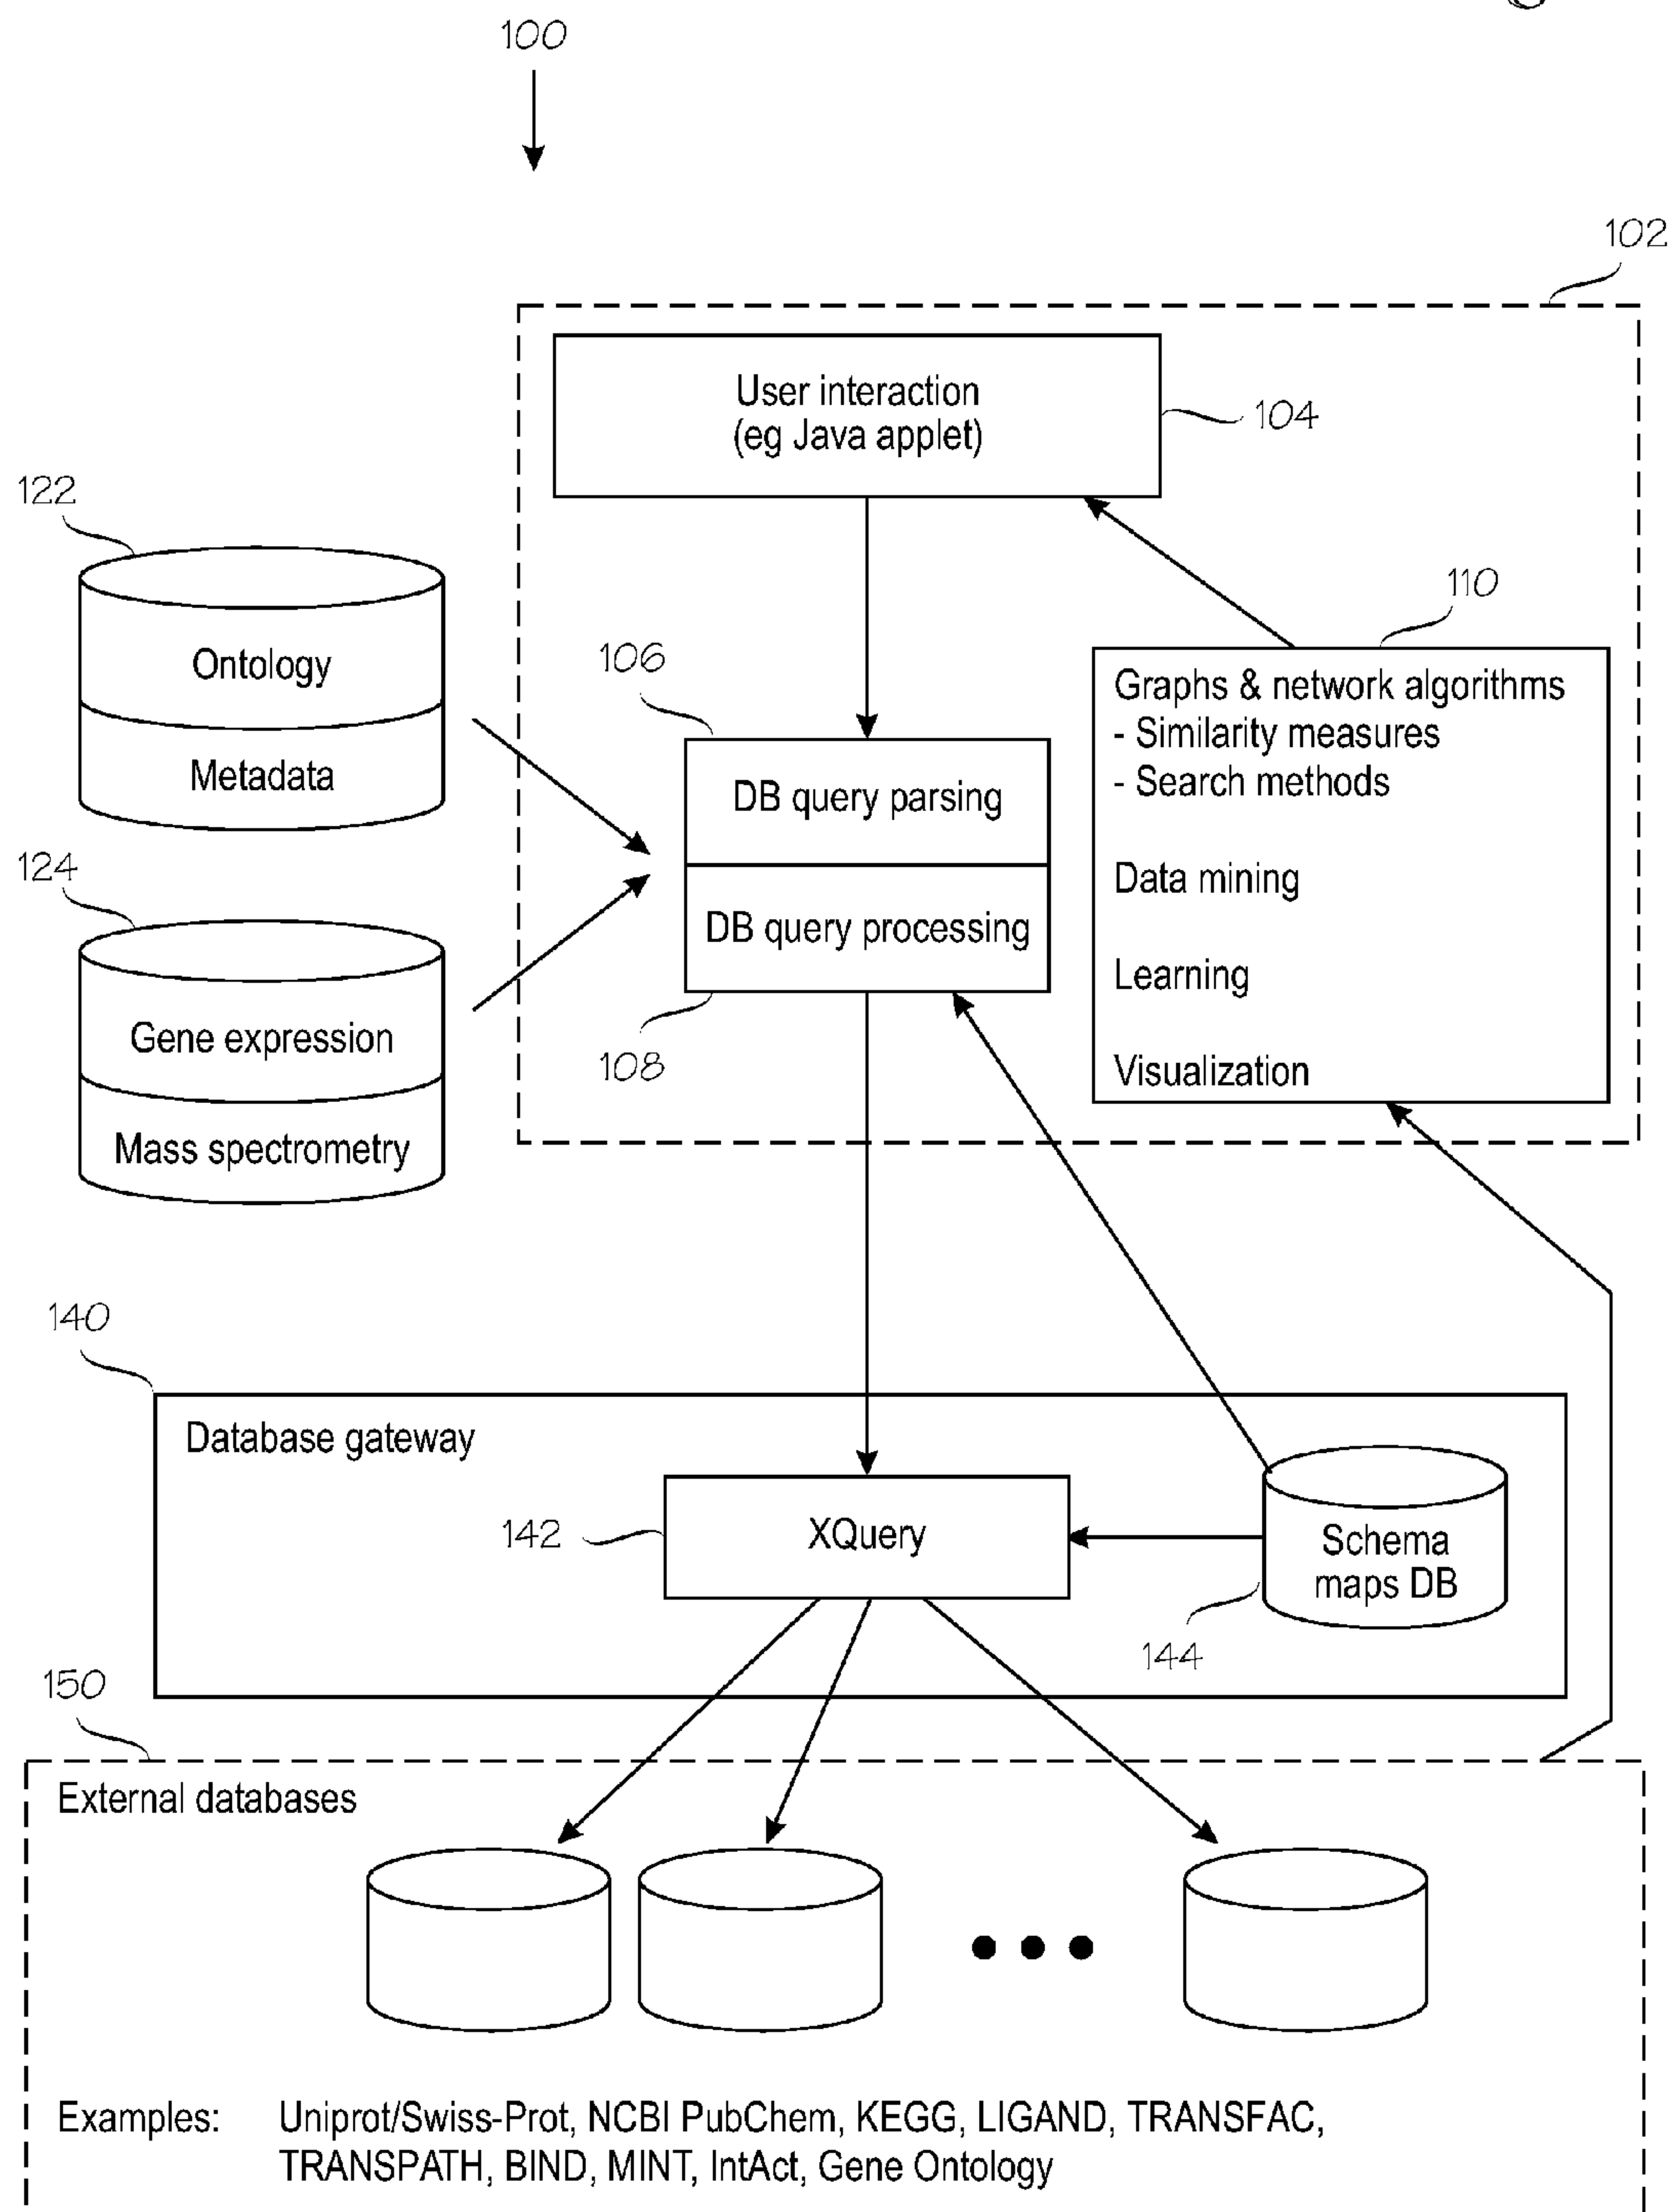 100
102
User interaction
(eg Java applet)
104
122
Ontology
Metadata
106
110
Graphs & network algorithms
- Similarity measures
- Search methods
Data mining
Learning
Visualization
DB query parsing
DB query processing
108
124
Gene expression
Mass spectrometry
140
Database gateway
142
XQuery
Schema
maps DB
144
150
External databases
Examples: Uniprot/Swiss-Prot, NCBI PubChem, KEGG, LIGAND, TRANSFAC,
TRANSPATH, BIND, MINT, IntAct, Gene Ontology